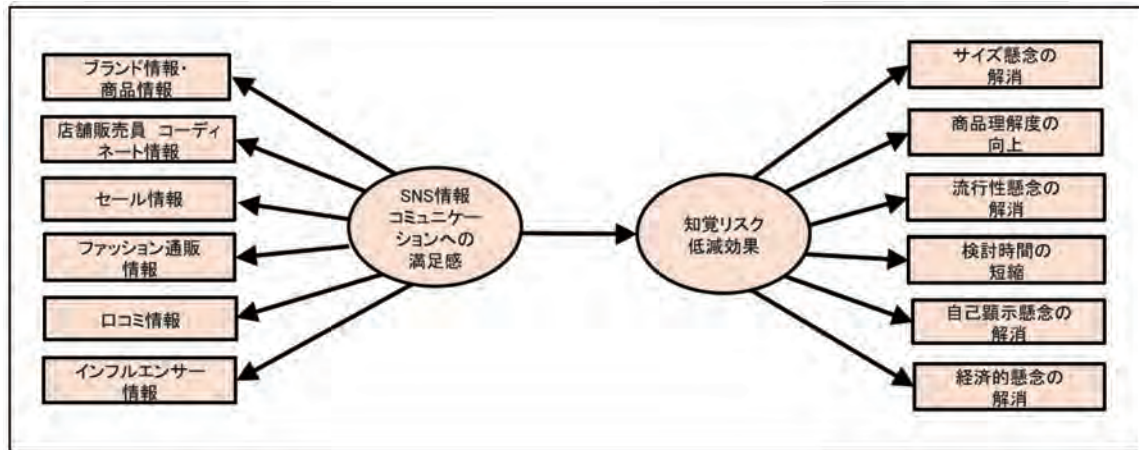 ブランド情報・
商品情報
店舗販売員 コーディ
ネート情報
セール情報
ファッション通販
情報
口コミ情報
インフルエンサー
情報
SNS情報
コミュニケー
ションへの
満足感
知覚リスク
低減効果
サイズ懸念の
解消
商品理解度の
向上
流行性懸念の
解消
検討時間の
短縮
自己顕示懸念の
解消
経済的懸念の
解消